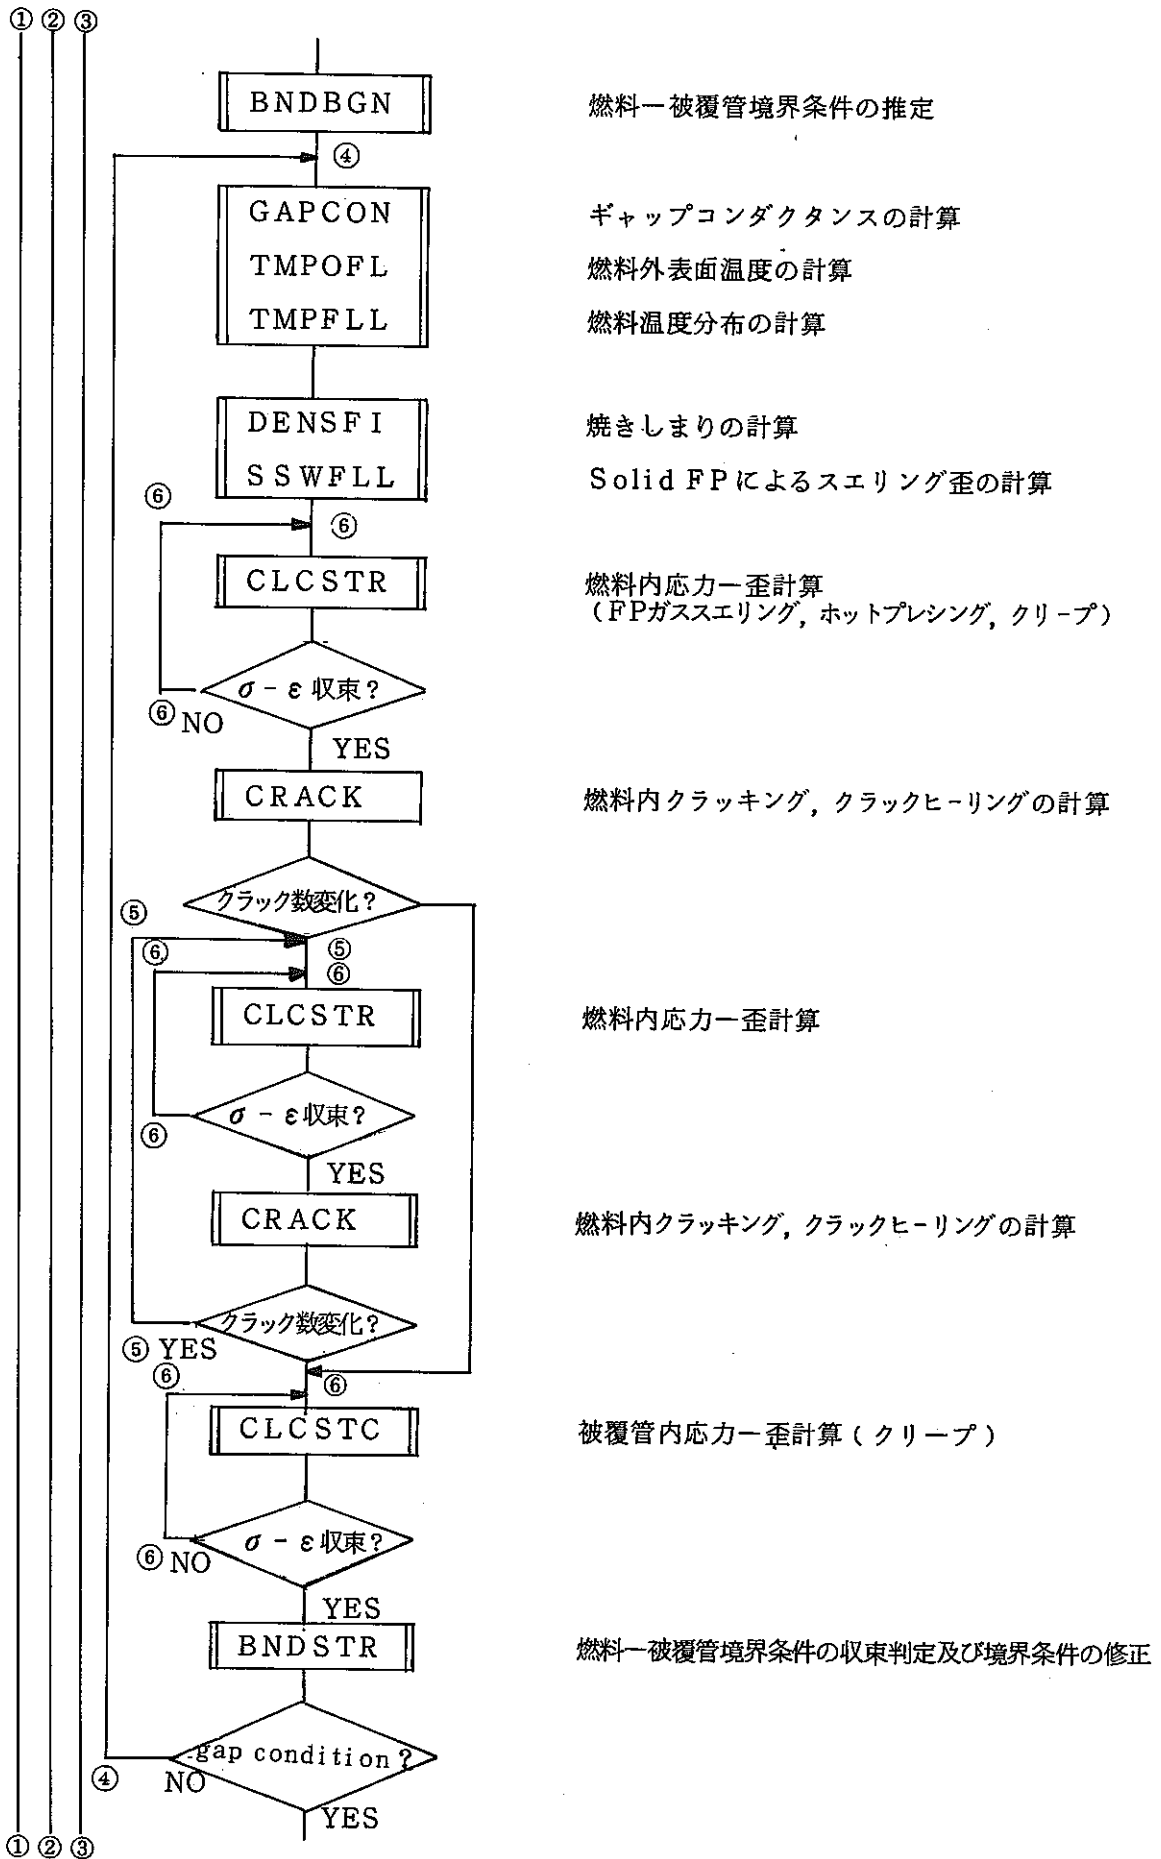 ① ② ③
BNDBGN 燃料ー被覆管境界条件の推定
④
GAPCON ギャップコンダクタンスの計算
TMPOFL 燃料外表面温度の計算
TMPFLL 燃料温度分布の計算
DENSFI 焼きしまりの計算
SSWFLL Solid FPによるスエリング歪の計算
⑥ ⑥
CLCSTR 燃料内応力ー歪計算
(FPガススエリング, ホットプレシング, クリープ)
σ - ε 収束?
⑥ NO
YES
CRACK 燃料内クラッキング, クラックヒーリングの計算
クラック数変化?
⑤
⑥ ⑤
⑥
CLCSTR 燃料内応力ー歪計算
σ - ε 収束?
⑥
YES
CRACK 燃料内クラッキング, クラックヒーリングの計算
クラック数変化?
⑤ YES
⑥ ⑥
CLCSTC 被覆管内応力ー歪計算(クリープ)
σ - ε 収束?
⑥ NO
YES
BNDSTR 燃料ー被覆管境界条件の収束判定及び境界条件の修正
gap condition?
④ NO
YES
① ② ③